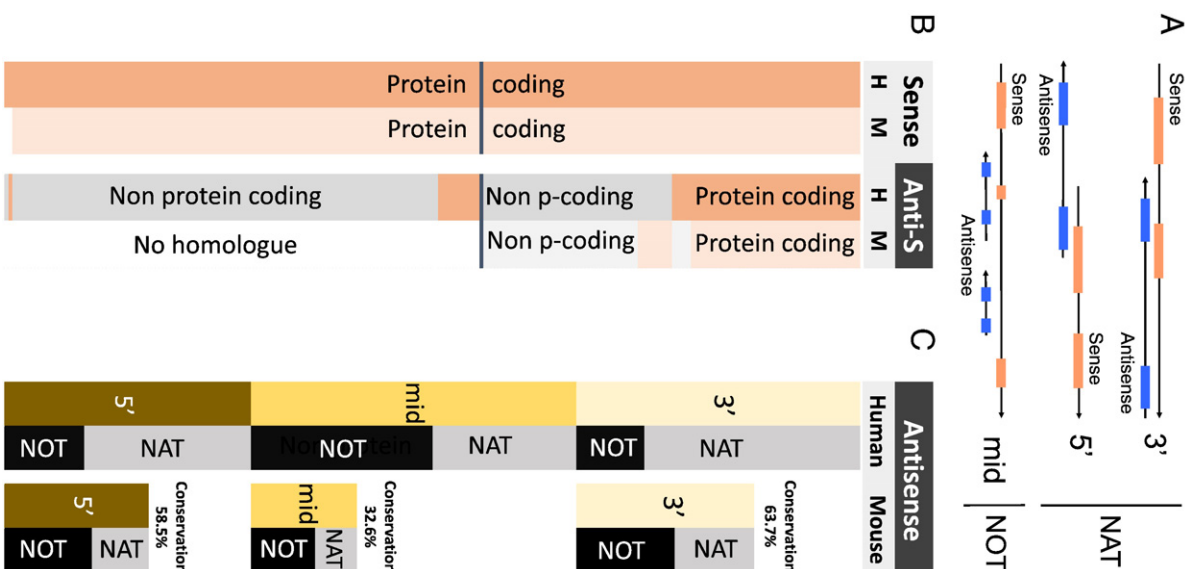 A
Sense
Antisense
3'
Antisense
Sense
5'
NAT
Sense
Antisense
mid
NOT
B
Sense
H
M
Protein coding
Protein coding
Anti-S
H
M
Non protein coding
Non p-coding
Protein coding
No homologue
Non p-coding
Protein coding
C
Antisense
Human
Mouse
5'
mid
3'
NOT
NAT
NOT
NAT
NOT
NAT
5'
Conservation
58.5%
mid
Conservation
32.6%
3'
Conservation
63.7%
NOT
NAT
NOT
NAT
NOT
NAT